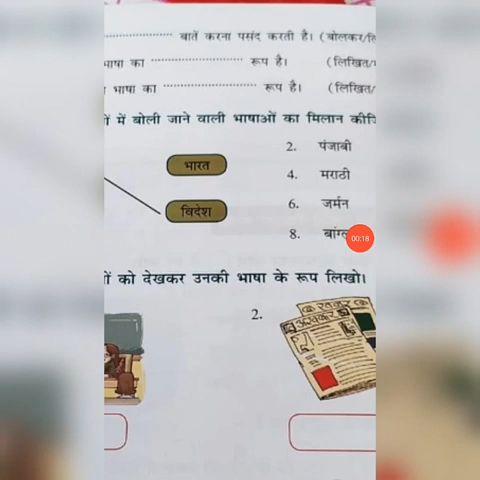 बातें करना पसंद करती है। (बोलकर/
भाषा का रूप है। (लिखित/
भाषा का रूप है। (लिखित/
में बोली जाने वाली भाषाओं का मिलान
2. पंजाबी
भारत
4. मराठी
विदेश
6. जर्मन
8.
00:18
को देखकर उनकी भाषा के रूप लिखो।
2.